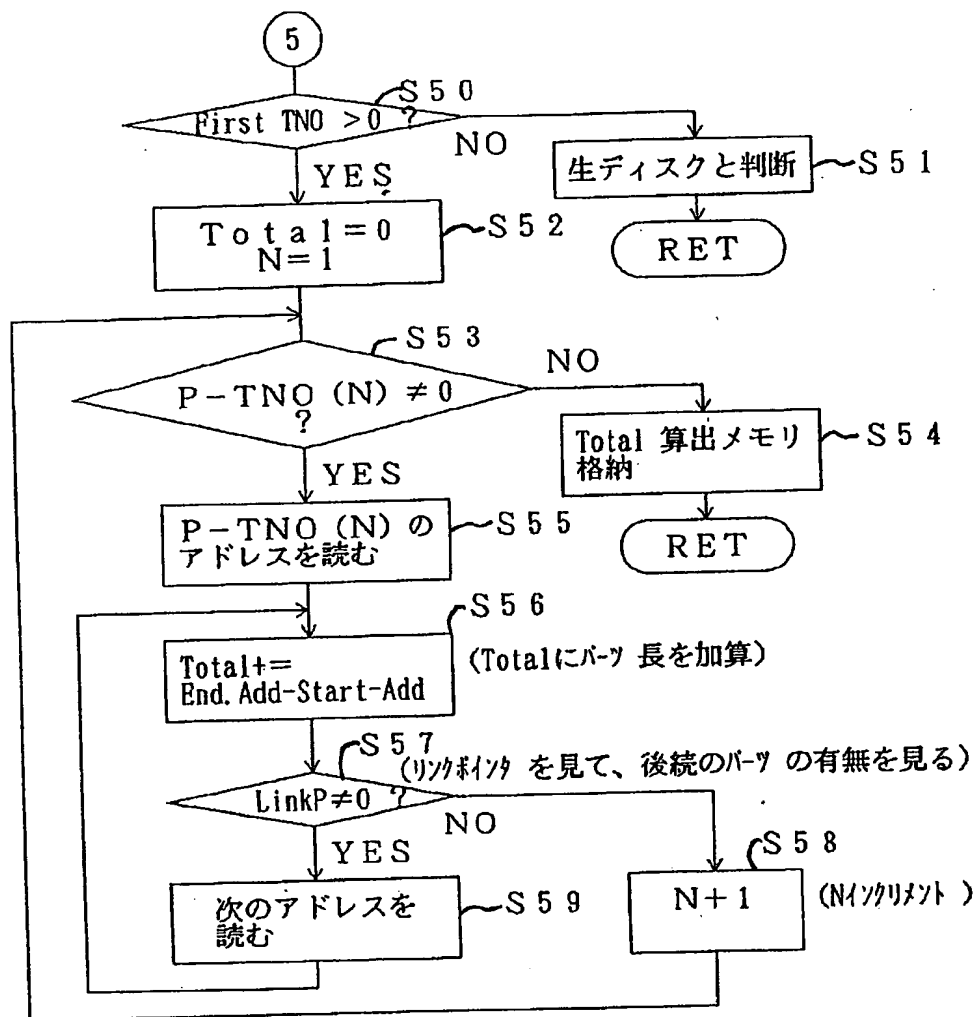 5
S50
First TNO >0 ?
NO
YES
生ディスクと判断
S51
RET
Total=0
N=1
S52
S53
P-TNO (N) ≠0
?
NO
YES
Total 算出メモリ
格納
S54
RET
P-TNO (N) の
アドレスを読む
S55
S56
Total+=
End.Add-Start-Add
(Totalにパーツ 長を加算)
S57
(リンクポインタ を見て、後続のパーツ の有無を見る)
LinkP≠0 ?
NO
YES
S58
N+1
(Nインクリメント )
次のアドレスを
読む
S59